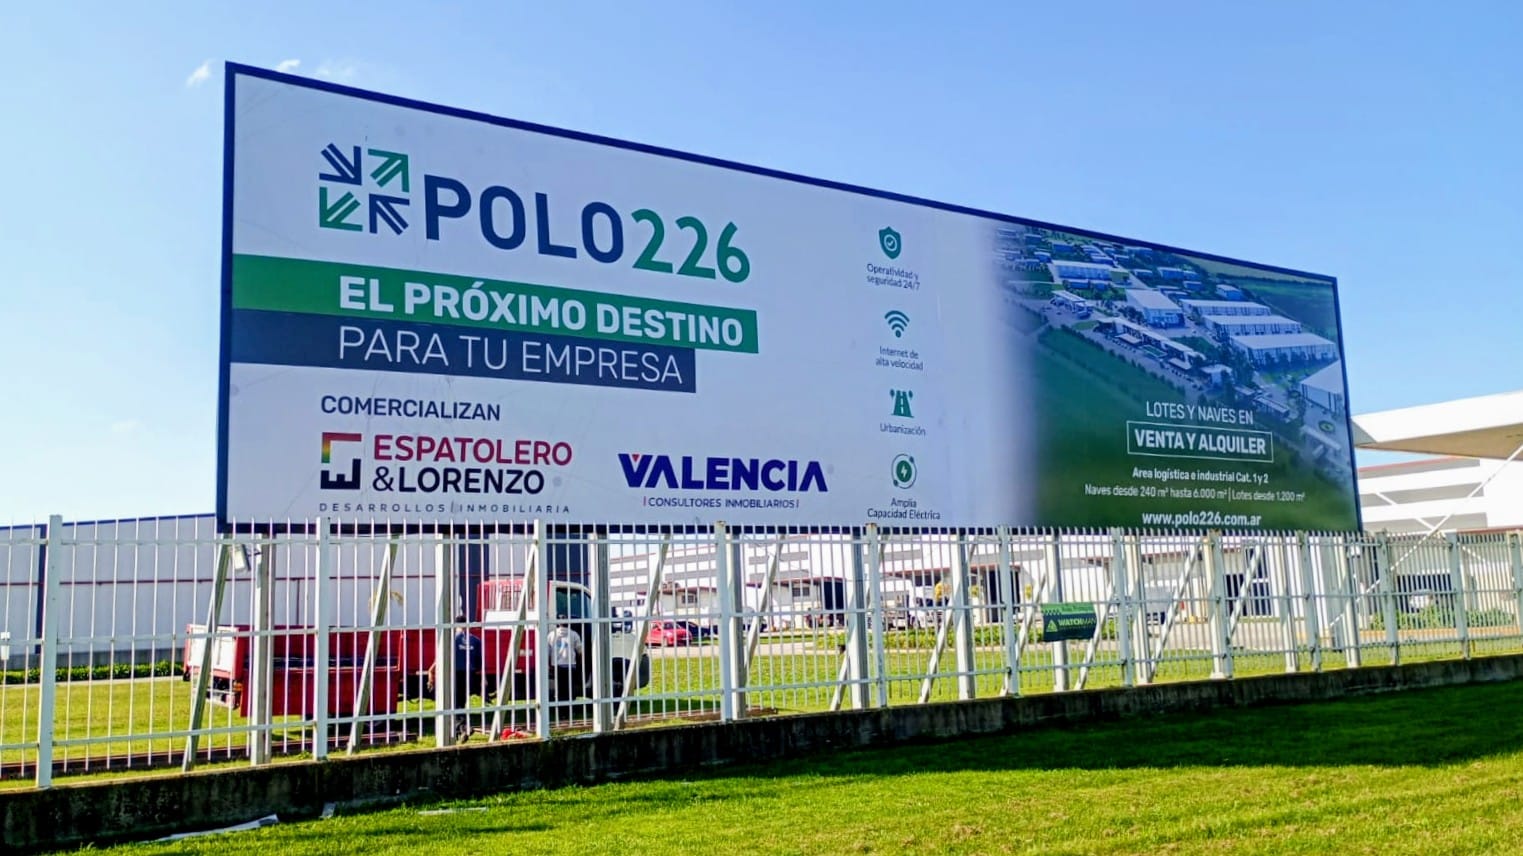 POLO226
EL PRÓXIMO DESTINO
PARA TU EMPRESA
COMERCIALIZAN
ESPATOLERO
&LORENZO
DESARROLLOS | INMOBILIARIA
VALENCIA
| CONSULTORES INMOBILIARIOS |
Operatividad y
seguridad 24/7
Internet de
alta velocidad
Urbanización
Amplia
Capacidad Eléctrica
LOTES Y NAVES EN
VENTA Y ALQUILER
Area logística e industrial Cat. 1 y 2
Naves desde 240 m² hasta 6.000 m² | Lotes desde 1.200 m²
www.polo226.com.ar
WATCHMAN